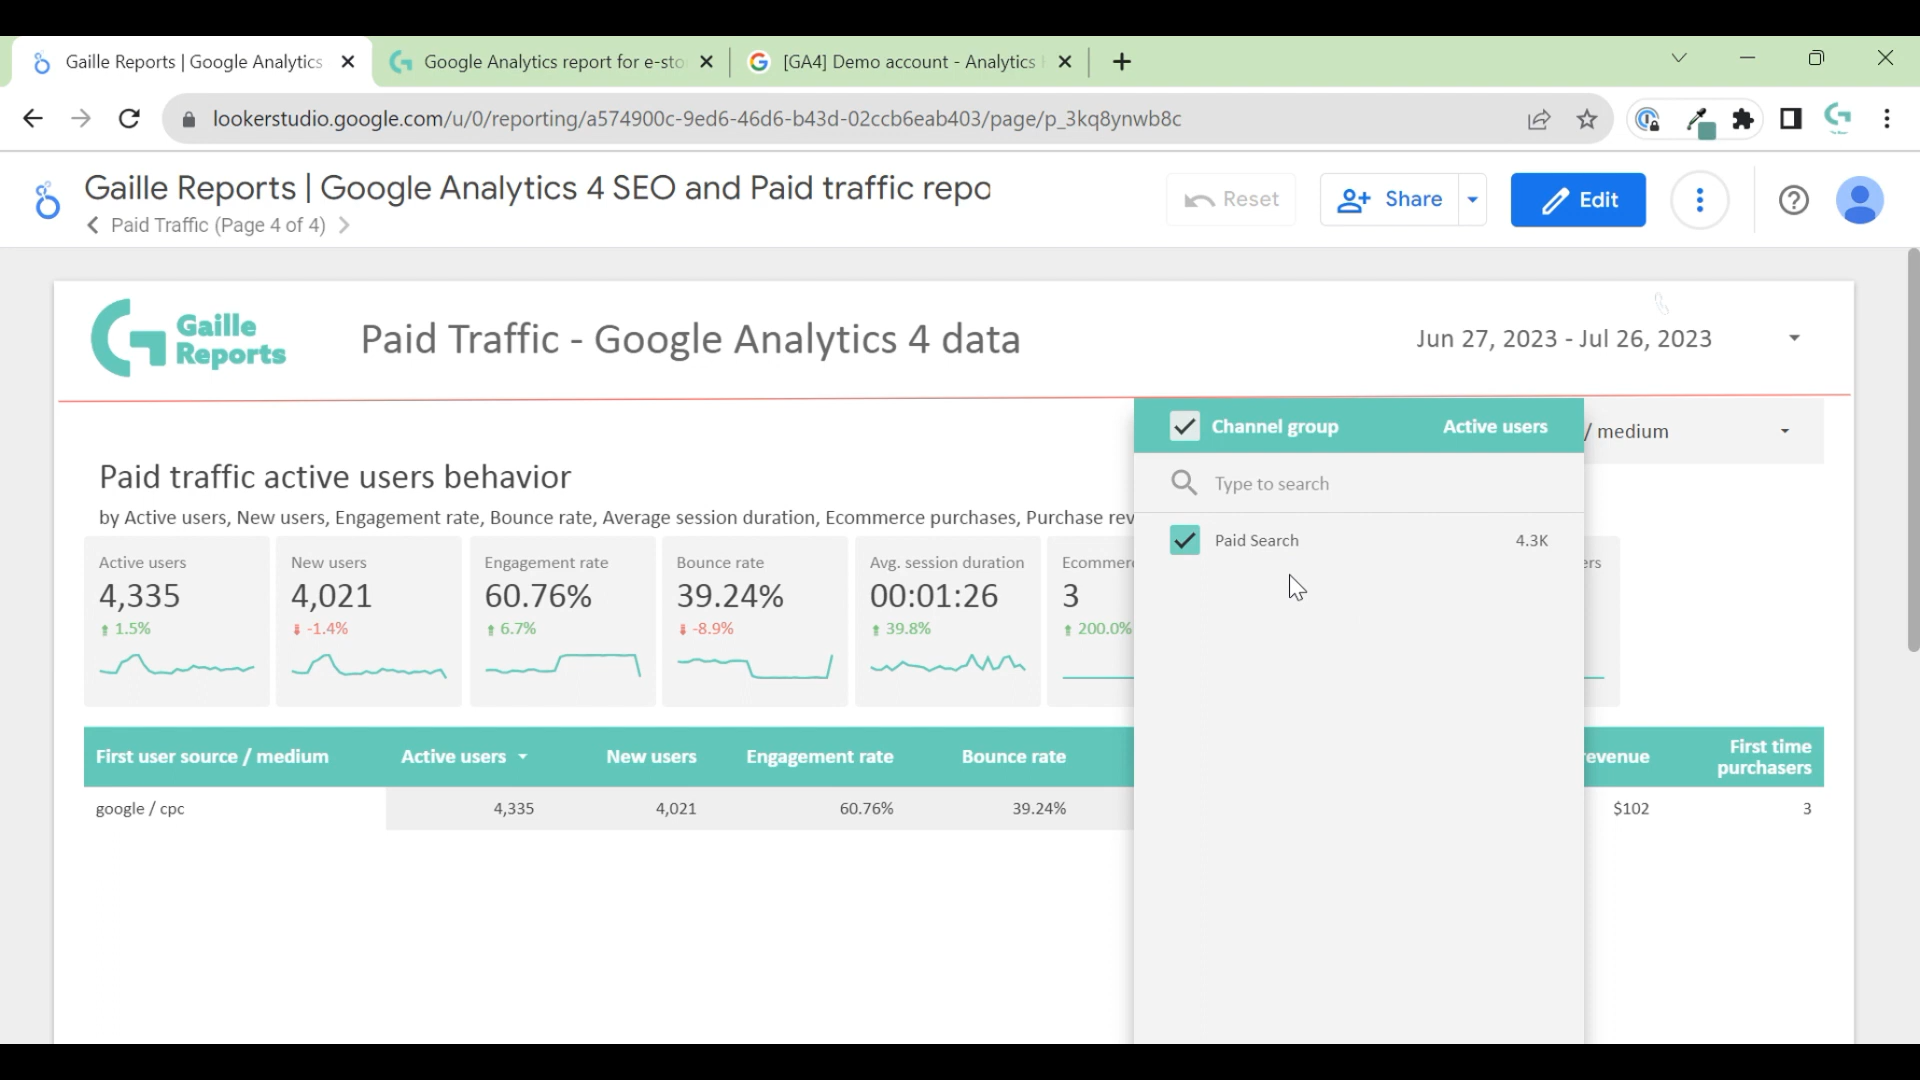 Gaille Reports | Google Analytics
Google Analytics report for e-sto
[GA4] Demo account - Analytics
lookerstudio.google.com/u/0/reporting/a574900c-9ed6-46d6-b43d-02ccb6eab403/page/p_3kq8ynwb8c
Gaille Reports | Google Analytics 4 SEO and Paid traffic repo
Paid Traffic (Page 4 of 4)
Reset
Share
Edit
Gaille
Reports
Paid Traffic - Google Analytics 4 data
Jun 27, 2023 - Jul 26, 2023
Channel group Active users
/ medium
Type to search
Paid Search 4.3K
Paid traffic active users behavior
by Active users, New users, Engagement rate, Bounce rate, Average session duration, Ecommerce purchases, Purchase rev
Active users New users Engagement rate Bounce rate Avg. session duration Ecommer ers
4,335 4,021 60.76% 39.24% 00:01:26 3
1.5% -1.4% 6.7% -8.9% 39.8% 200.0%
First user source / medium Active users New users Engagement rate Bounce rate evenue First time
purchasers
google / cpc 4,335 4,021 60.76% 39.24% $102 3